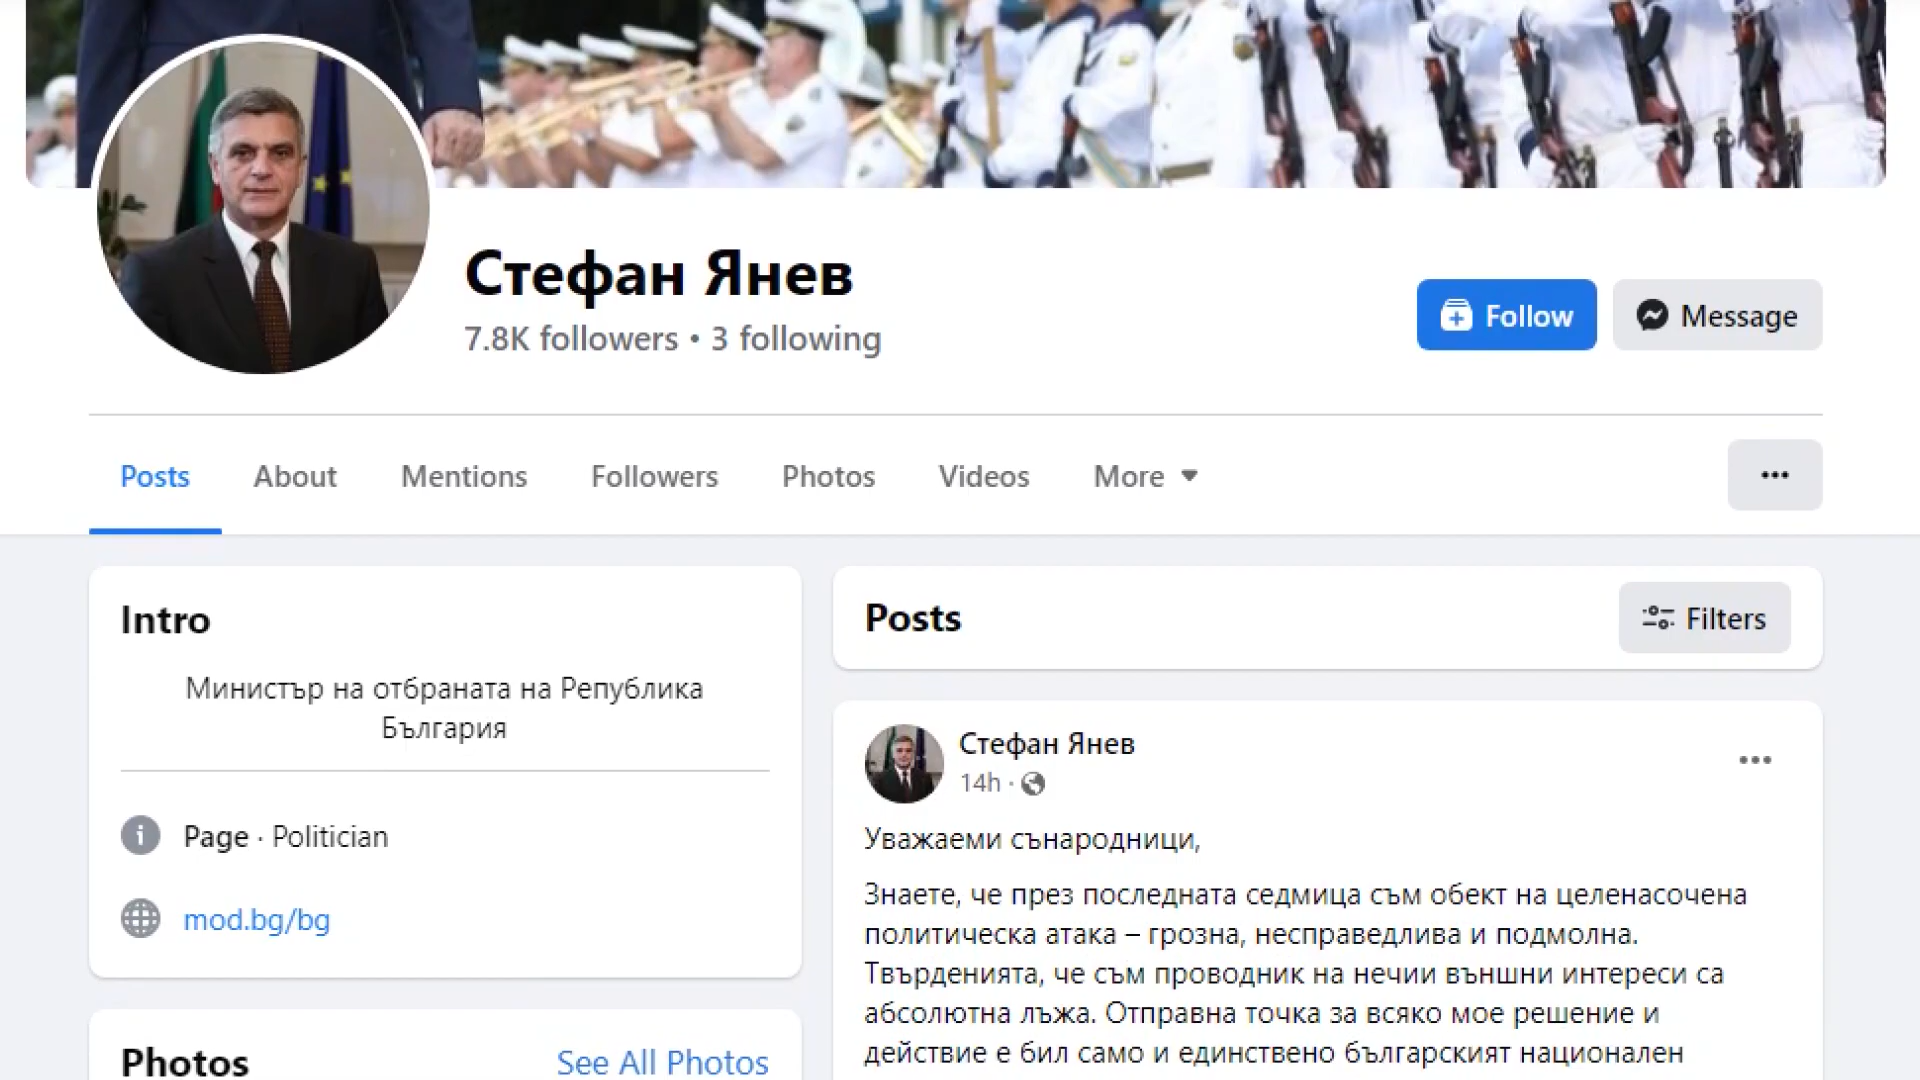 Стефан Янев
7.8K followers • 3 following
Follow
Message
Posts
About
Mentions
Followers
Photos
Videos
More
Intro
Министър на отбраната на Република
България
Page · Politician
mod.bg/bg
Photos
See All Photos
Posts
Filters
Стефан Янев
14h ·
Уважаеми сънародници,
Знаете, че през последната седмица съм обект на целенасочена
политическа атака – грозна, несправедлива и подмолна.
Твърденията, че съм проводник на нечии външни интереси са
абсолютна лъжа. Отправна точка за всяко мое решение и
действие е бил само и единствено българският национален